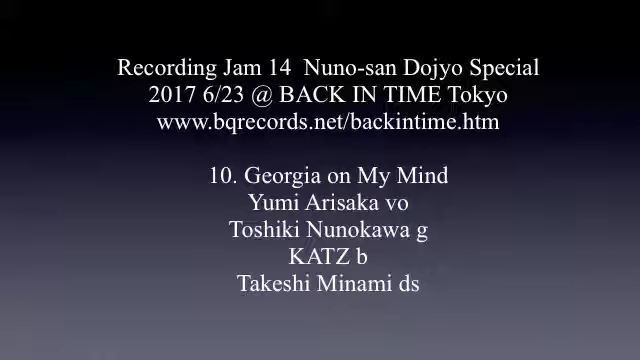 Recording Jam 14  Nuno-san Dojyo Special
2017 6/23 @ BACK IN TIME Tokyo
www.bqrecords.net/backintime.htm
10. Georgia on My Mind
Yumi Arisaka vo
Toshiki Nunokawa g
KATZ b
Takeshi Minami ds